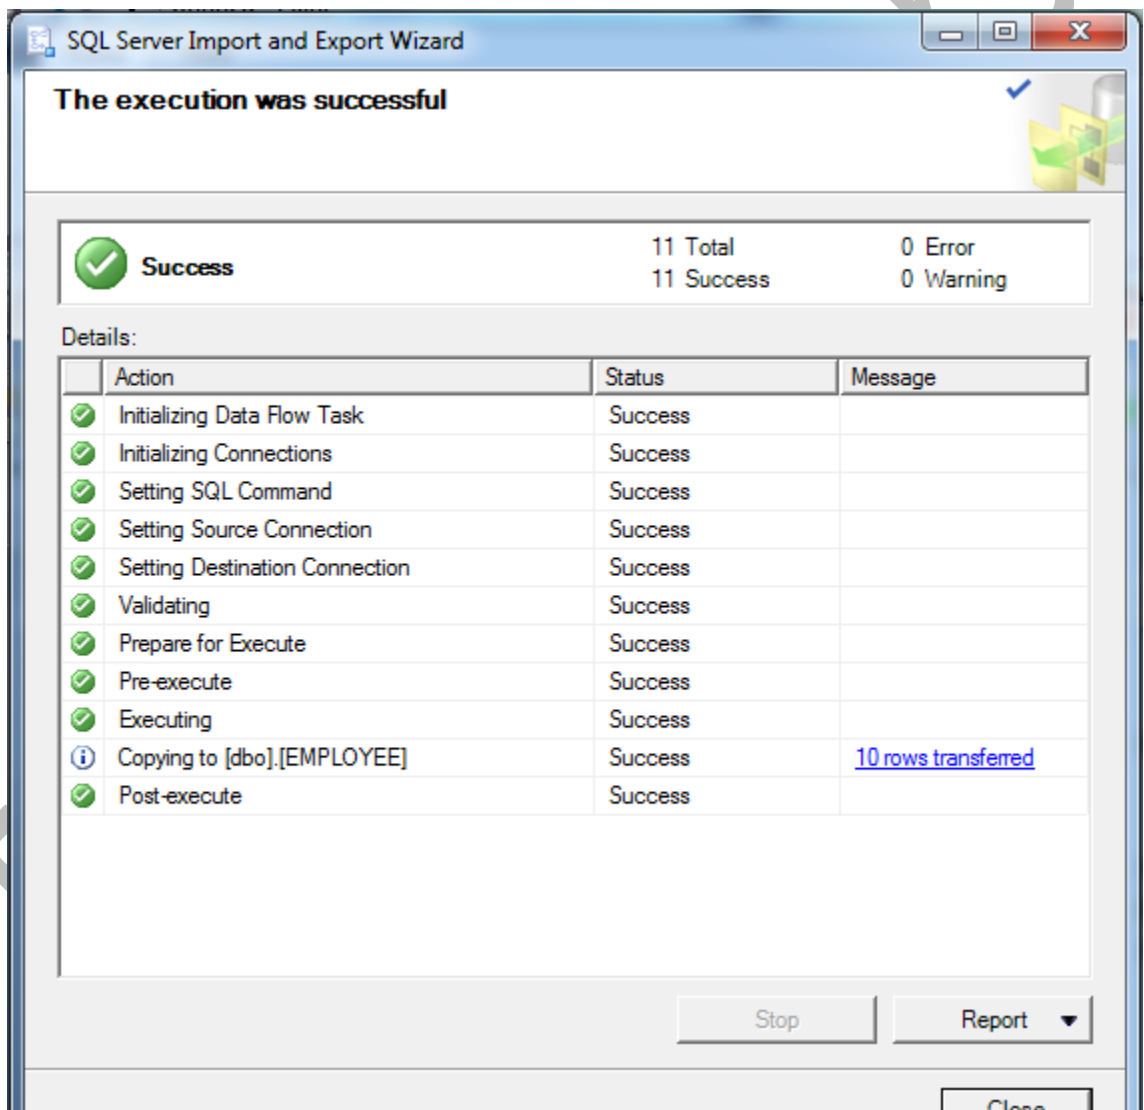 SQL Server Import and Export Wizard
The execution was successful
Success
11 Total 0 Error
11 Success 0 Warning
Details:
Action Status Message
Initializing Data Flow Task Success
Initializing Connections Success
Setting SQL Command Success
Setting Source Connection Success
Setting Destination Connection Success
Validating Success
Prepare for Execute Success
Pre-execute Success
Executing Success
Copying to [dbo].[EMPLOYEE] Success 10 rows transferred
Post-execute Success
Stop Report
Close